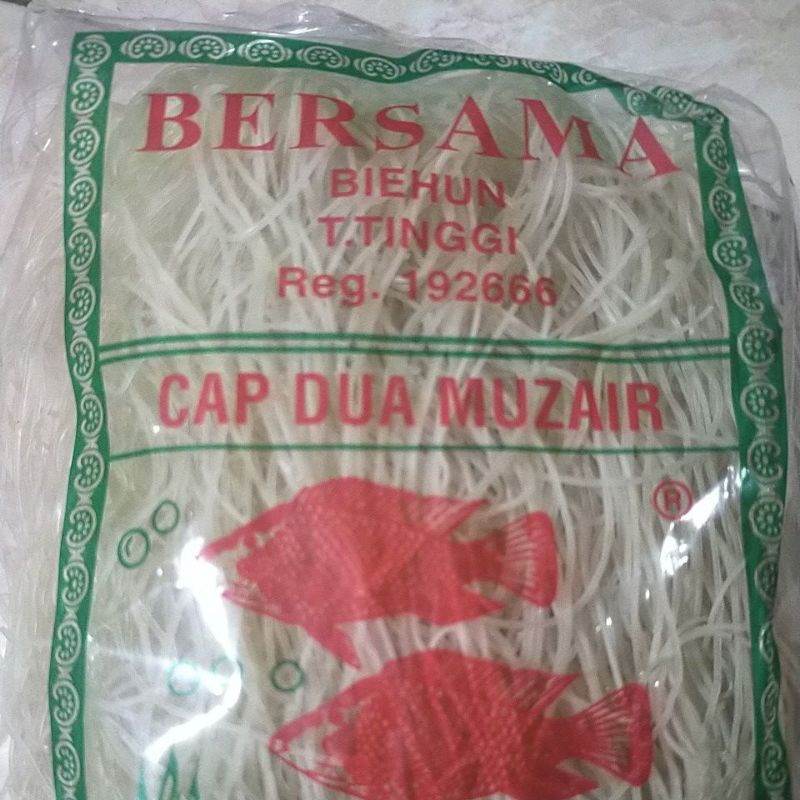 BERSAMA
BIEHUN
T.TINGGI
Reg. 192666
CAP DUA MUZAIR
®